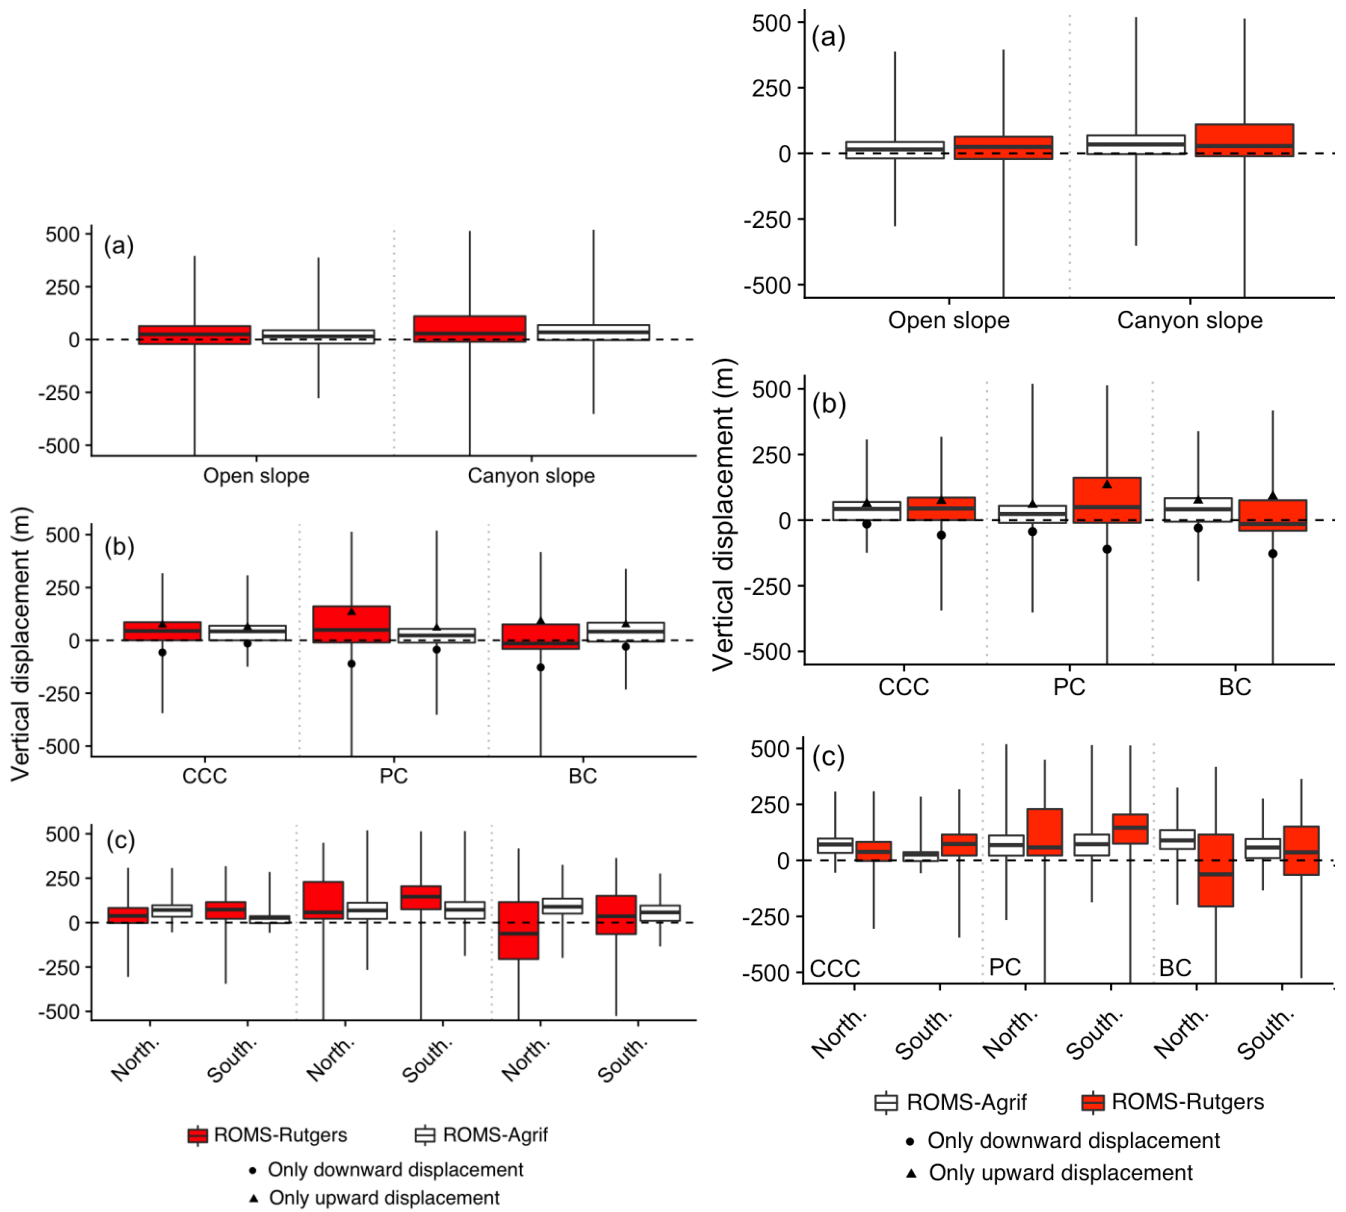 (a)
500
250
0
-250
-500
Open slope
Canyon slope
Vertical displacement (m)
(b)
500
250
0
-250
-500
CCC
PC
BC
(c)
500
250
0
-250
-500
North.
South.
North.
South.
North.
South.
ROMS-Rutgers
ROMS-Agrif
Only downward displacement
Only upward displacement
(a)
500
250
0
-250
-500
Open slope
Canyon slope
Vertical displacement (m)
(b)
500
250
0
-250
-500
CCC
PC
BC
(c)
500
250
0
-250
-500
CCC
PC
BC
North.
South.
North.
South.
North.
South.
ROMS-Agrif
ROMS-Rutgers
Only downward displacement
Only upward displacement